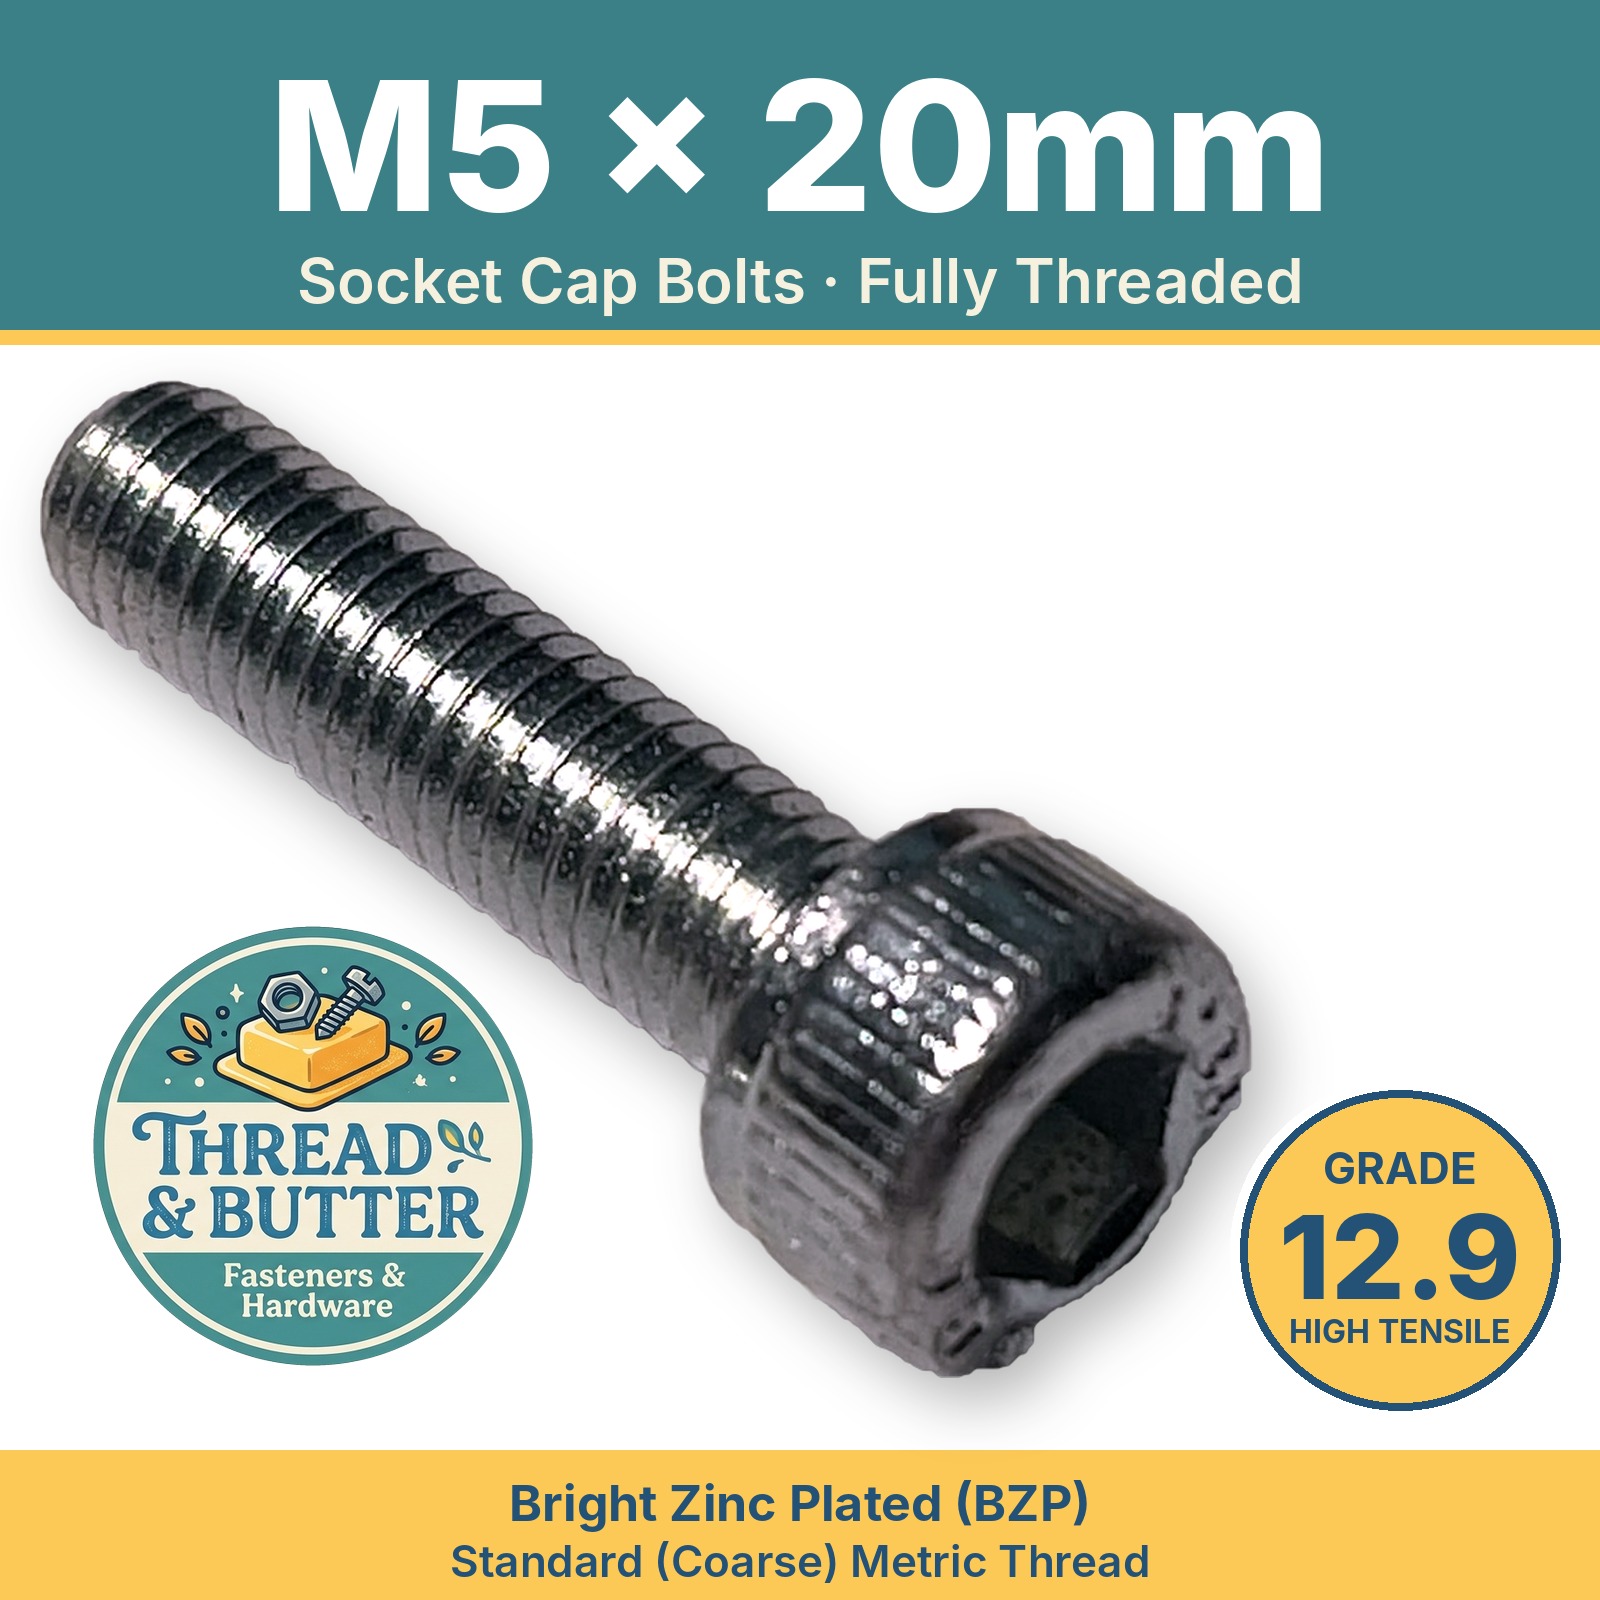 M5 × 20mm
Socket Cap Bolts · Fully Threaded
THREAD
& BUTTER
Fasteners &
Hardware
GRADE
12.9
HIGH TENSILE
Bright Zinc Plated (BZP)
Standard (Coarse) Metric Thread